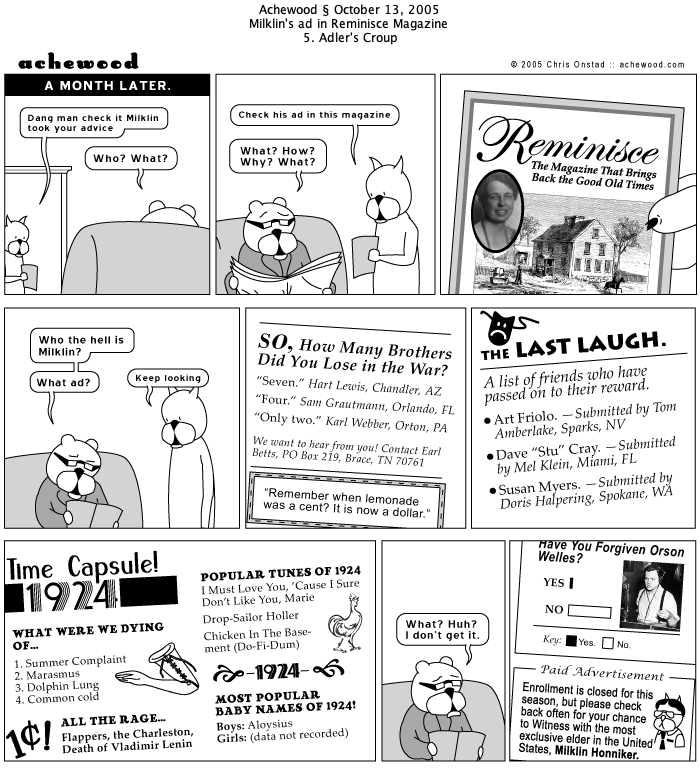 Achewood § October 13, 2005
Milklin's ad in Reminisce Magazine
5. Adler's Croup
achewood
© 2005 Chris Onstad :: achewood.com
A MONTH LATER.
Dang man check it Milklin
took your advice
Who? What?
Check his ad in this magazine
What? How?
Why? What?
Reminisce
The Magazine That Brings
Back the Good Old Times
Who the hell is
Milklin?
What ad?
Keep looking
SO, How Many Brothers
Did You Lose in the War?
“Seven.” Hart Lewis, Chandler, AZ
“Four.” Sam Grautmann, Orlando, FL
“Only two.” Karl Webber, Orton, PA
We want to hear from you! Contact Earl
Betts, PO Box 219, Brace, TN 70761
“Remember when lemonade
was a cent? It is now a dollar.”
THE LAST LAUGH.
A list of friends who have
passed on to their reward.
● Art Friolo. —Submitted by Tom
Amberlake, Sparks, NV
● Dave “Stu” Cray. —Submitted
by Mel Klein, Miami, FL
● Susan Myers. —Submitted by
Doris Halpering, Spokane, WA
Time Capsule!
1924
WHAT WERE WE DYING
OF...
1. Summer Complaint
2. Marasmus
3. Dolphin Lung
4. Common cold
1¢!
ALL THE RAGE...
Flappers, the Charleston,
Death of Vladimir Lenin
POPULAR TUNES OF 1924
I Must Love You, ‘Cause I Sure
Don't Like You, Marie
Drop-Sailor Holler
Chicken In The Base-
ment (Do-Fi-Dum)
-1924-
MOST POPULAR
BABY NAMES OF 1924!
Boys: Aloysius
Girls: (data not recorded)
What? Huh?
I don't get it.
Have You Forgiven Orson
Welles?
YES
NO
Key: Yes. No.
Paid Advertisement
Enrollment is closed for this
season, but please check
back often for your chance
to Witness with the most
exclusive elder in the United
States, Milklin Honniker.